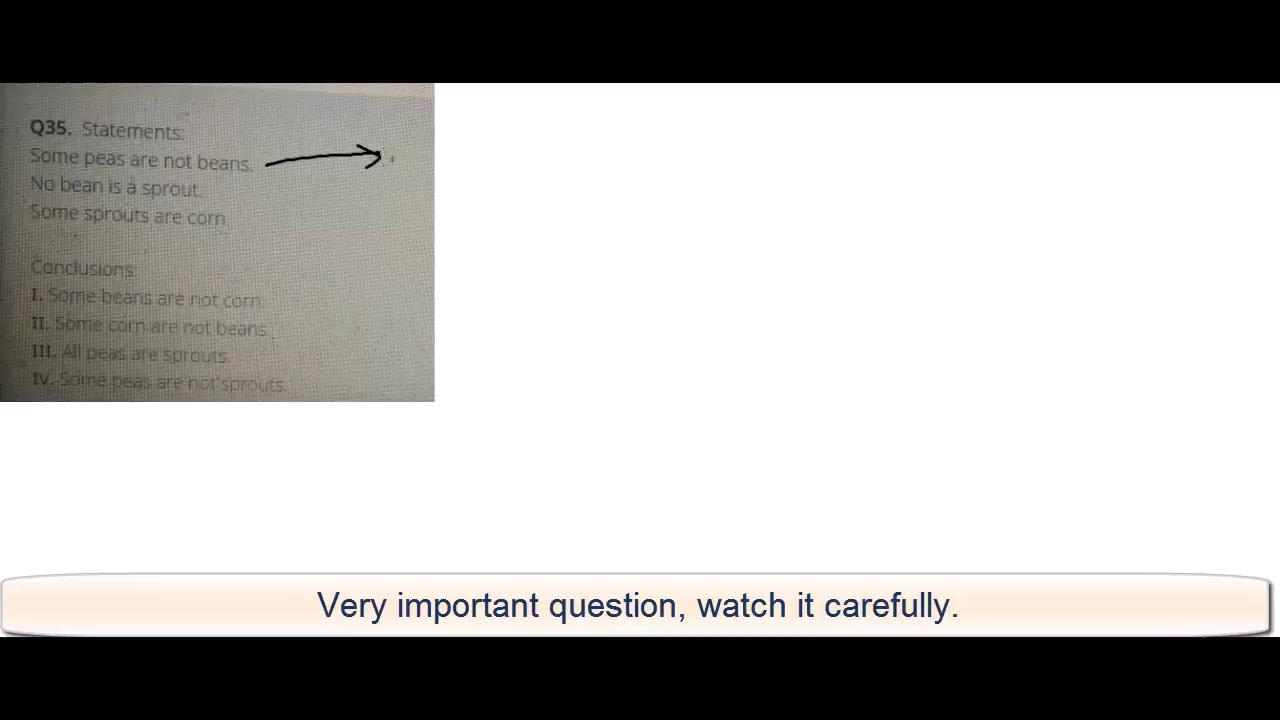 Q35. Statements:
Some peas are not beans.
No bean is a sprout.
Some sprouts are corn.
Conclusions:
I. Some beans are not corn.
II. Some corn are not beans.
III. All peas are sprouts.
IV. Some peas are not sprouts.
Very important question, watch it carefully.